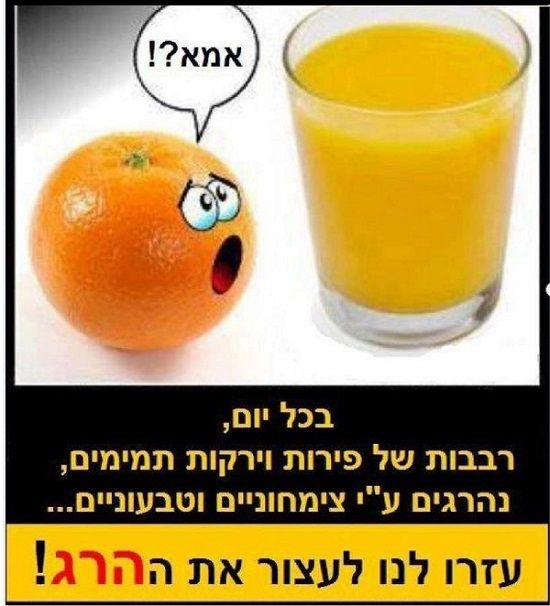 אמא?!
בכל יום,
רבבות של פירות וירקות תמימים,
נהרגים ע"י צימחוניים וטבעוניים...
עזרו לנו לעצור את ההרג!